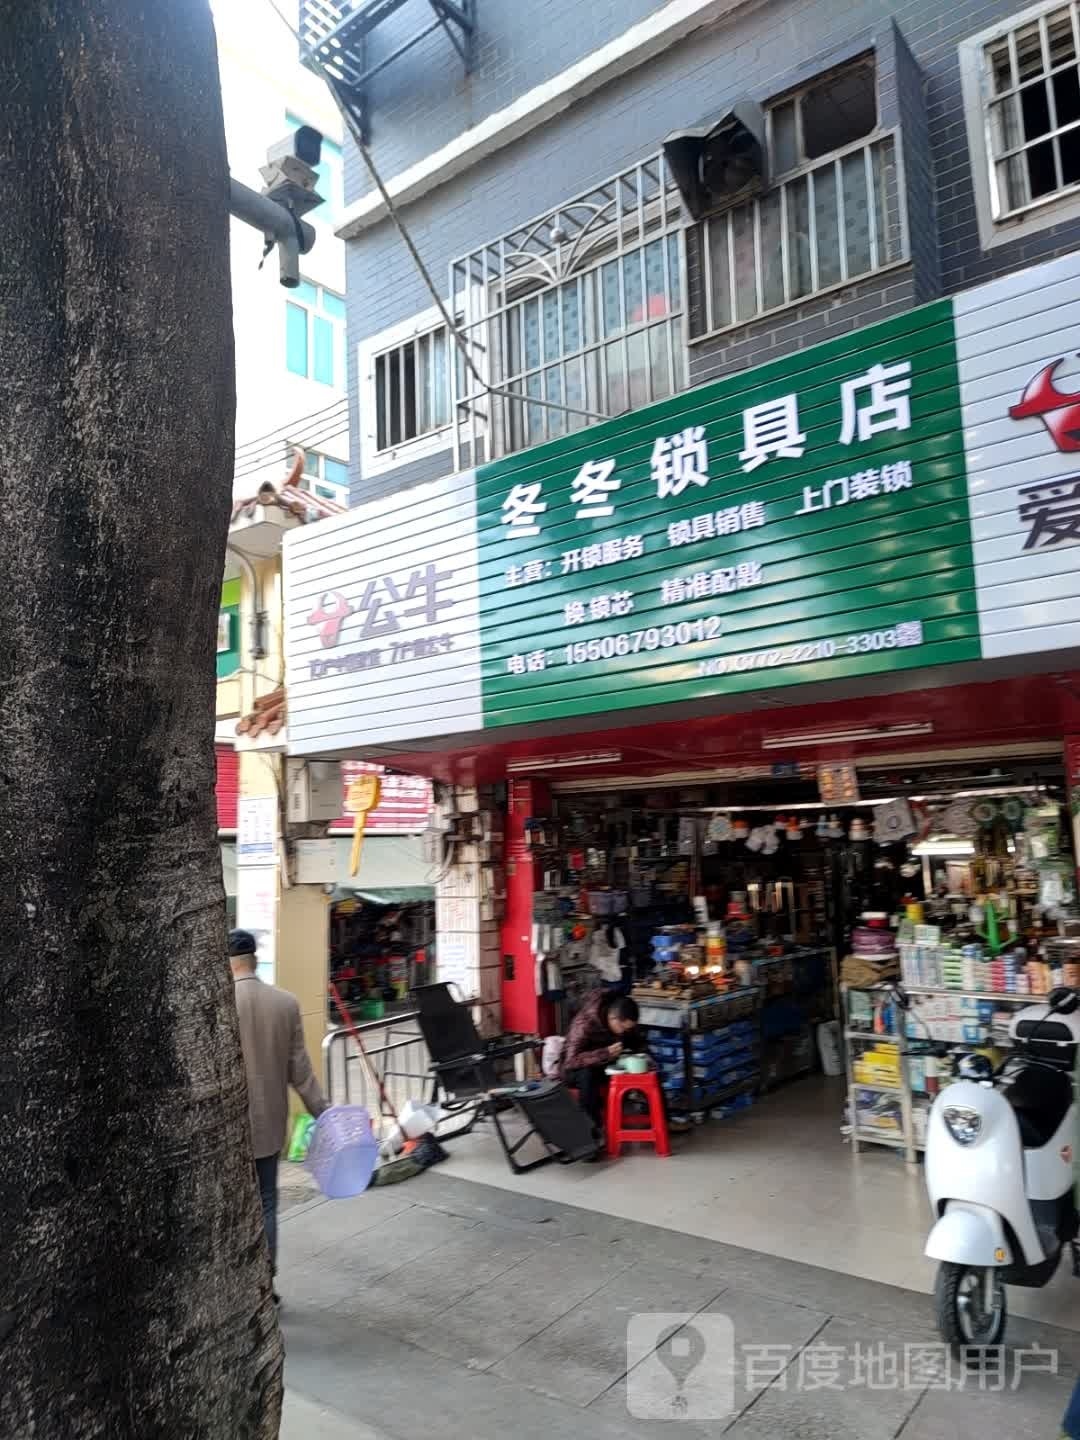 公牛
冬冬锁具店
主营：开锁服务 锁具销售 上门装锁
换锁芯 精准配匙
电话：15506793012
NO.0772-2210-3303
爱
百度地图用户